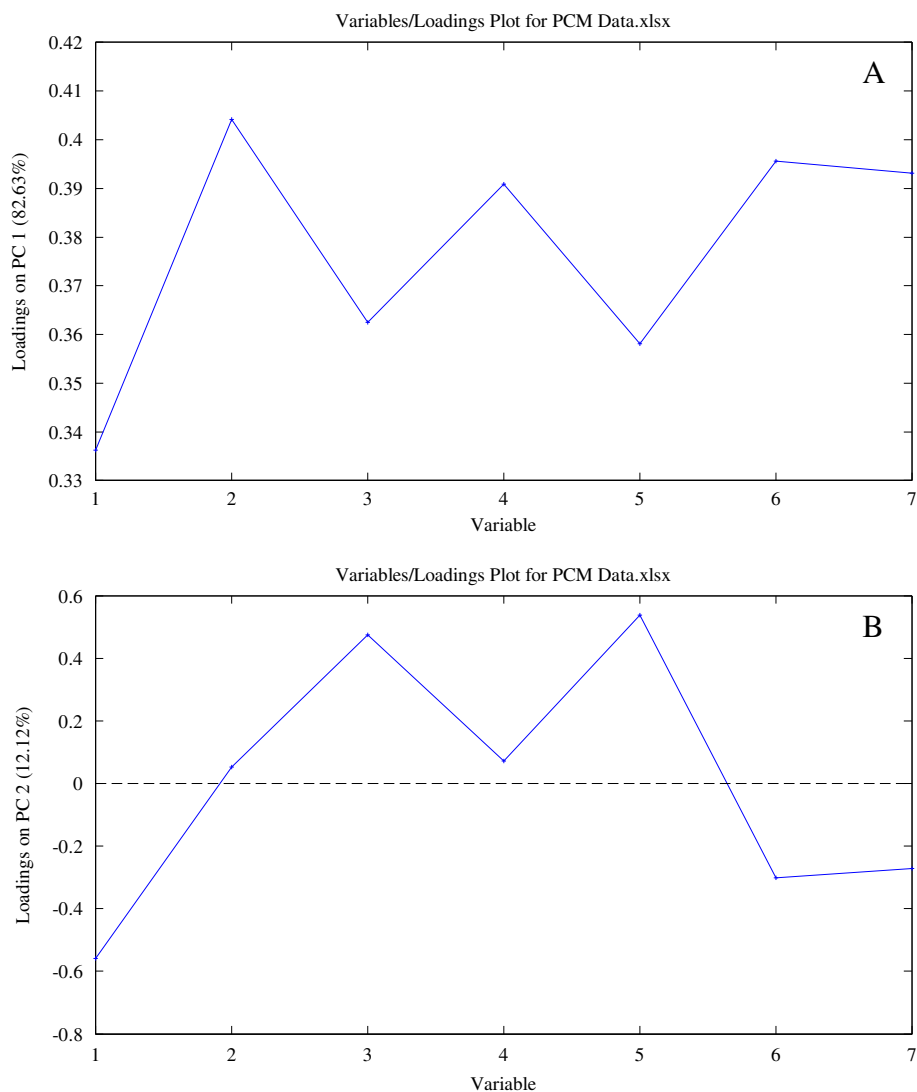 Variables/Loadings Plot for PCM Data.xlsx
A
Loadings on PC 1 (82.63%)
0.42
0.41
0.4
0.39
0.38
0.37
0.36
0.35
0.34
0.33
1 2 3 4 5 6 7
Variable
Variables/Loadings Plot for PCM Data.xlsx
B
Loadings on PC 2 (12.12%)
0.6
0.4
0.2
0
-0.2
-0.4
-0.6
-0.8
1 2 3 4 5 6 7
Variable